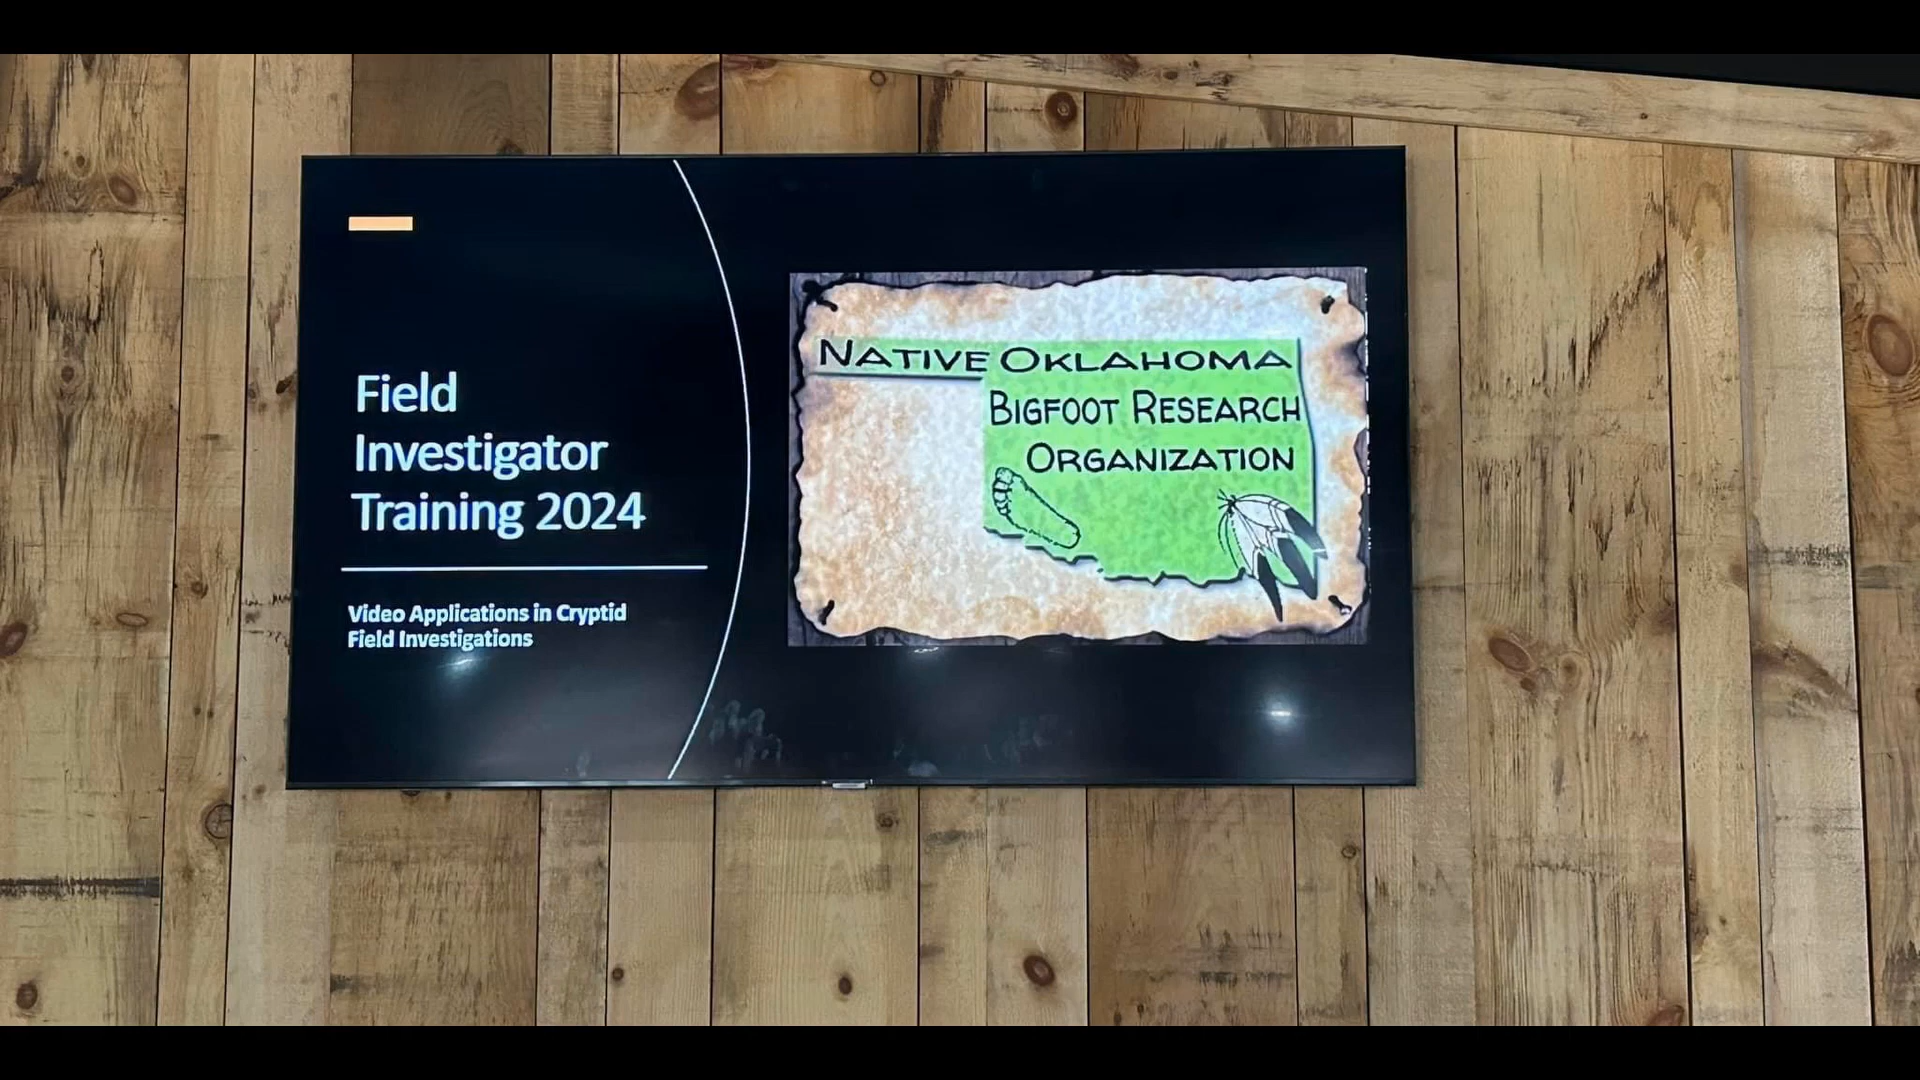 Field
Investigator
Training 2024
Video Applications in Cryptid
Field Investigations
NATIVE OKLAHOMA
BIGFOOT RESEARCH
ORGANIZATION